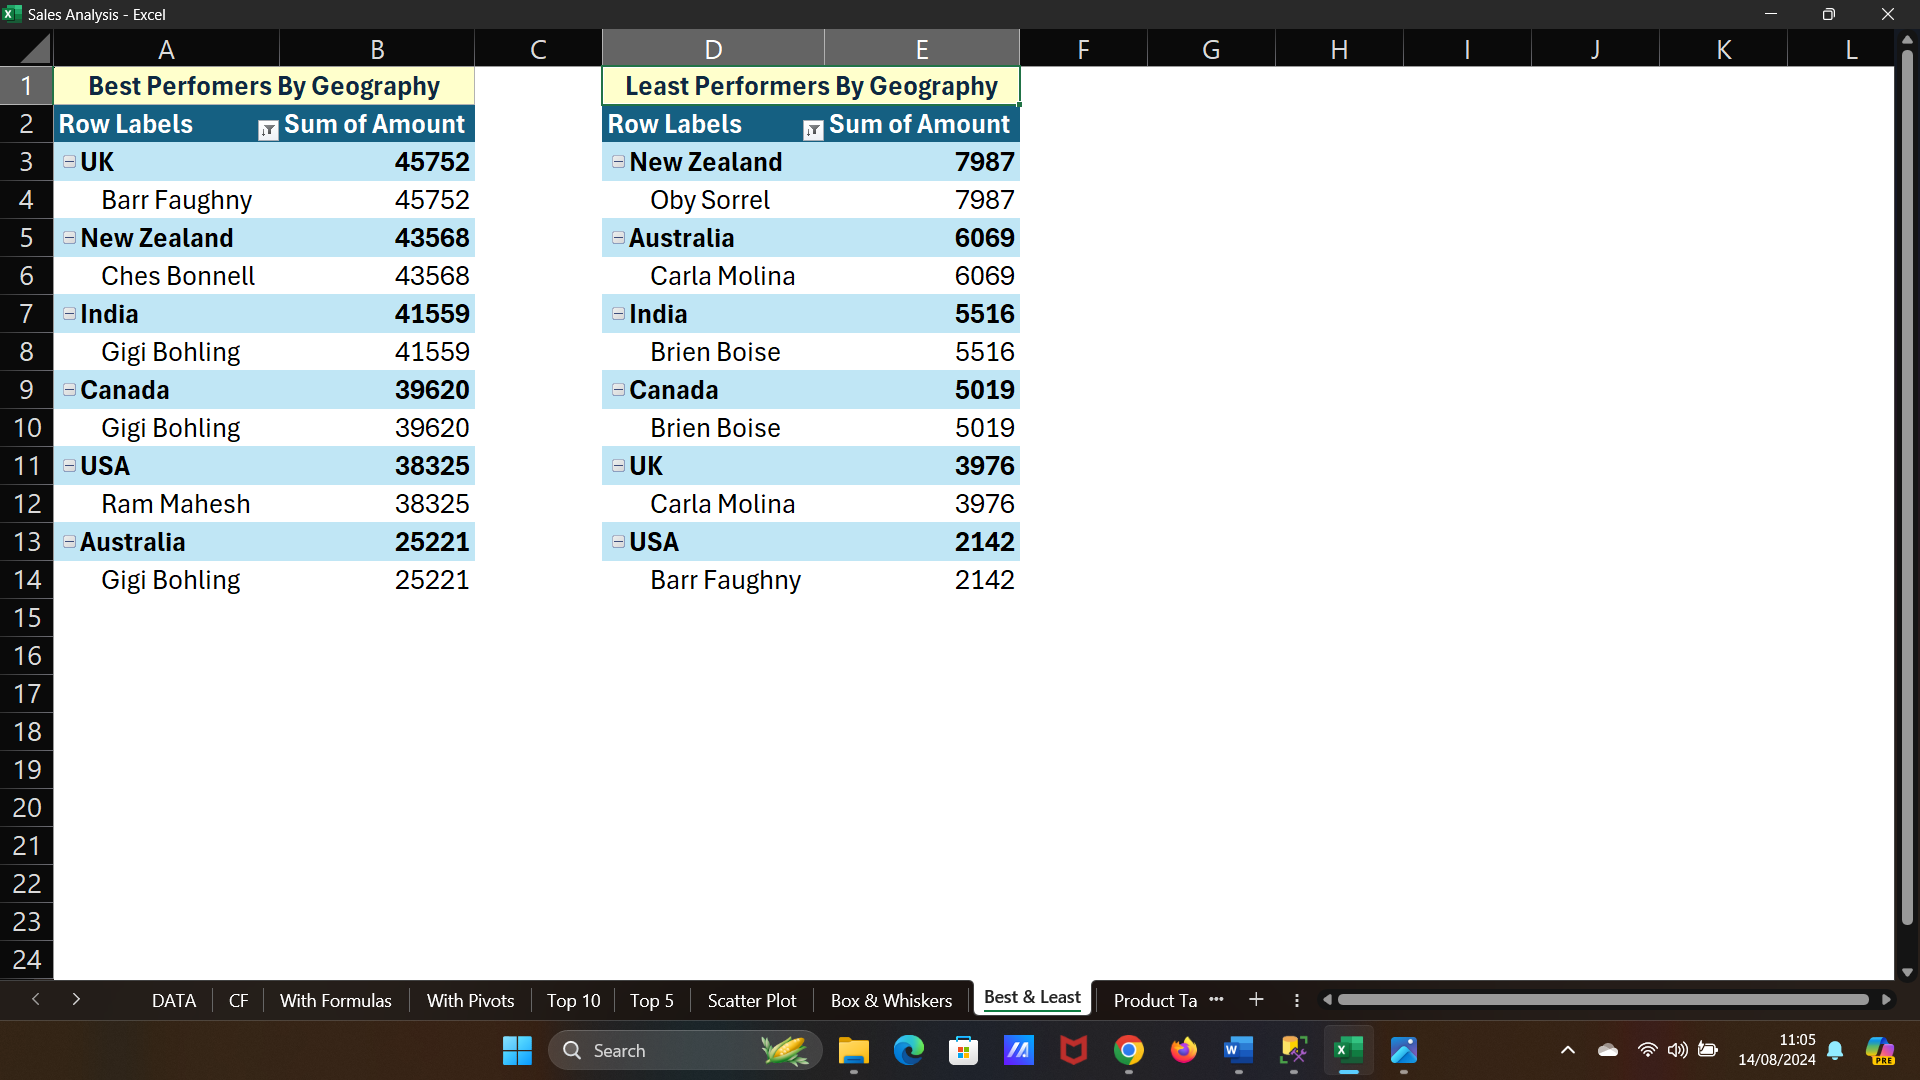 Sales Analysis - Excel
A B C D E F G H I J K L
1 Best Perfomers By Geography Least Performers By Geography
2 Row Labels Sum of Amount Row Labels Sum of Amount
3 UK 45752 New Zealand 7987
4 Barr Faughny 45752 Oby Sorrel 7987
5 New Zealand 43568 Australia 6069
6 Ches Bonnell 43568 Carla Molina 6069
7 India 41559 India 5516
8 Gigi Bohling 41559 Brien Boise 5516
9 Canada 39620 Canada 5019
10 Gigi Bohling 39620 Brien Boise 5019
11 USA 38325 UK 3976
12 Ram Mahesh 38325 Carla Molina 3976
13 Australia 25221 USA 2142
14 Gigi Bohling 25221 Barr Faughny 2142
15
16
17
18
19
20
21
22
23
24
DATA CF With Formulas With Pivots Top 10 Top 5 Scatter Plot Box & Whiskers Best & Least Product Ta ...
Search
11:05
14/08/2024
PRE